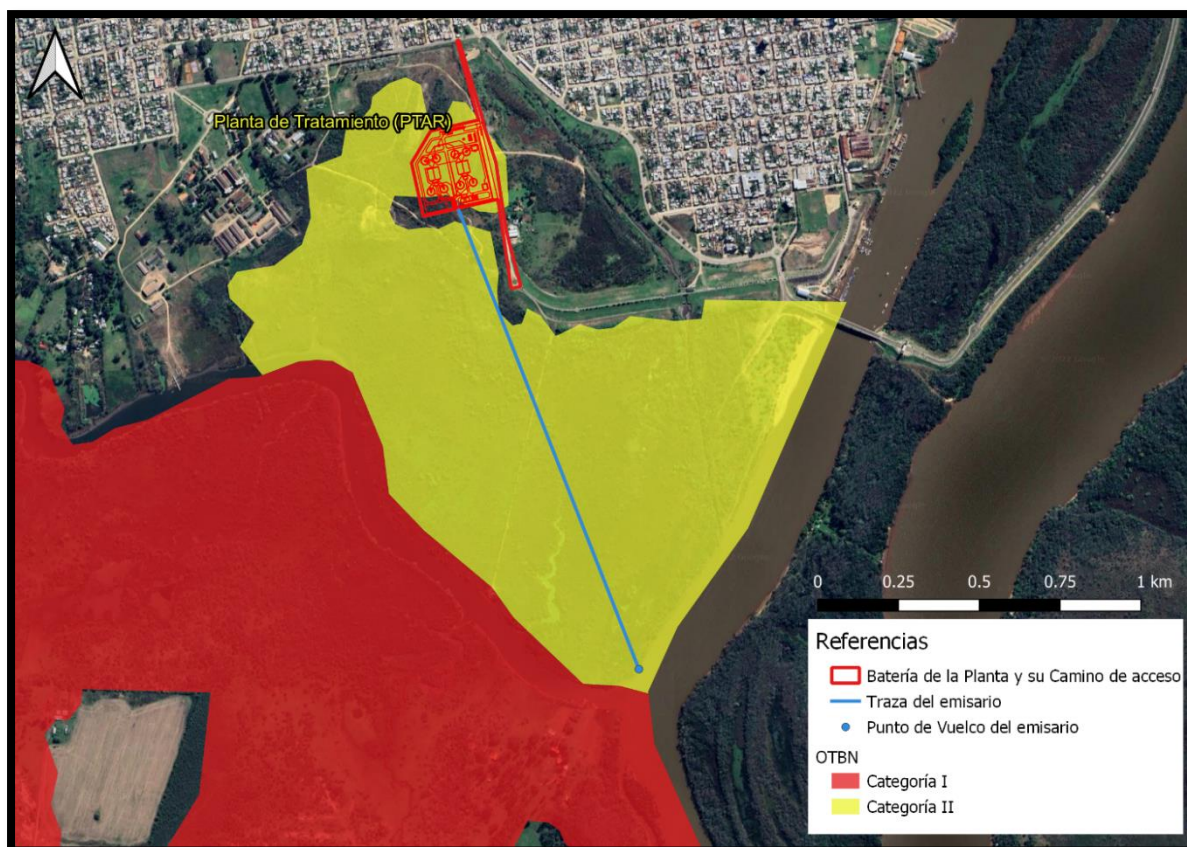 Planta de Tratamiento (PTAR)
0 0.25 0.5 0.75 1 km
Referencias
Batería de la Planta y su Camino de acceso
Traza del emisario
Punto de Vuelco del emisario
OTBN
Categoría I
Categoría II